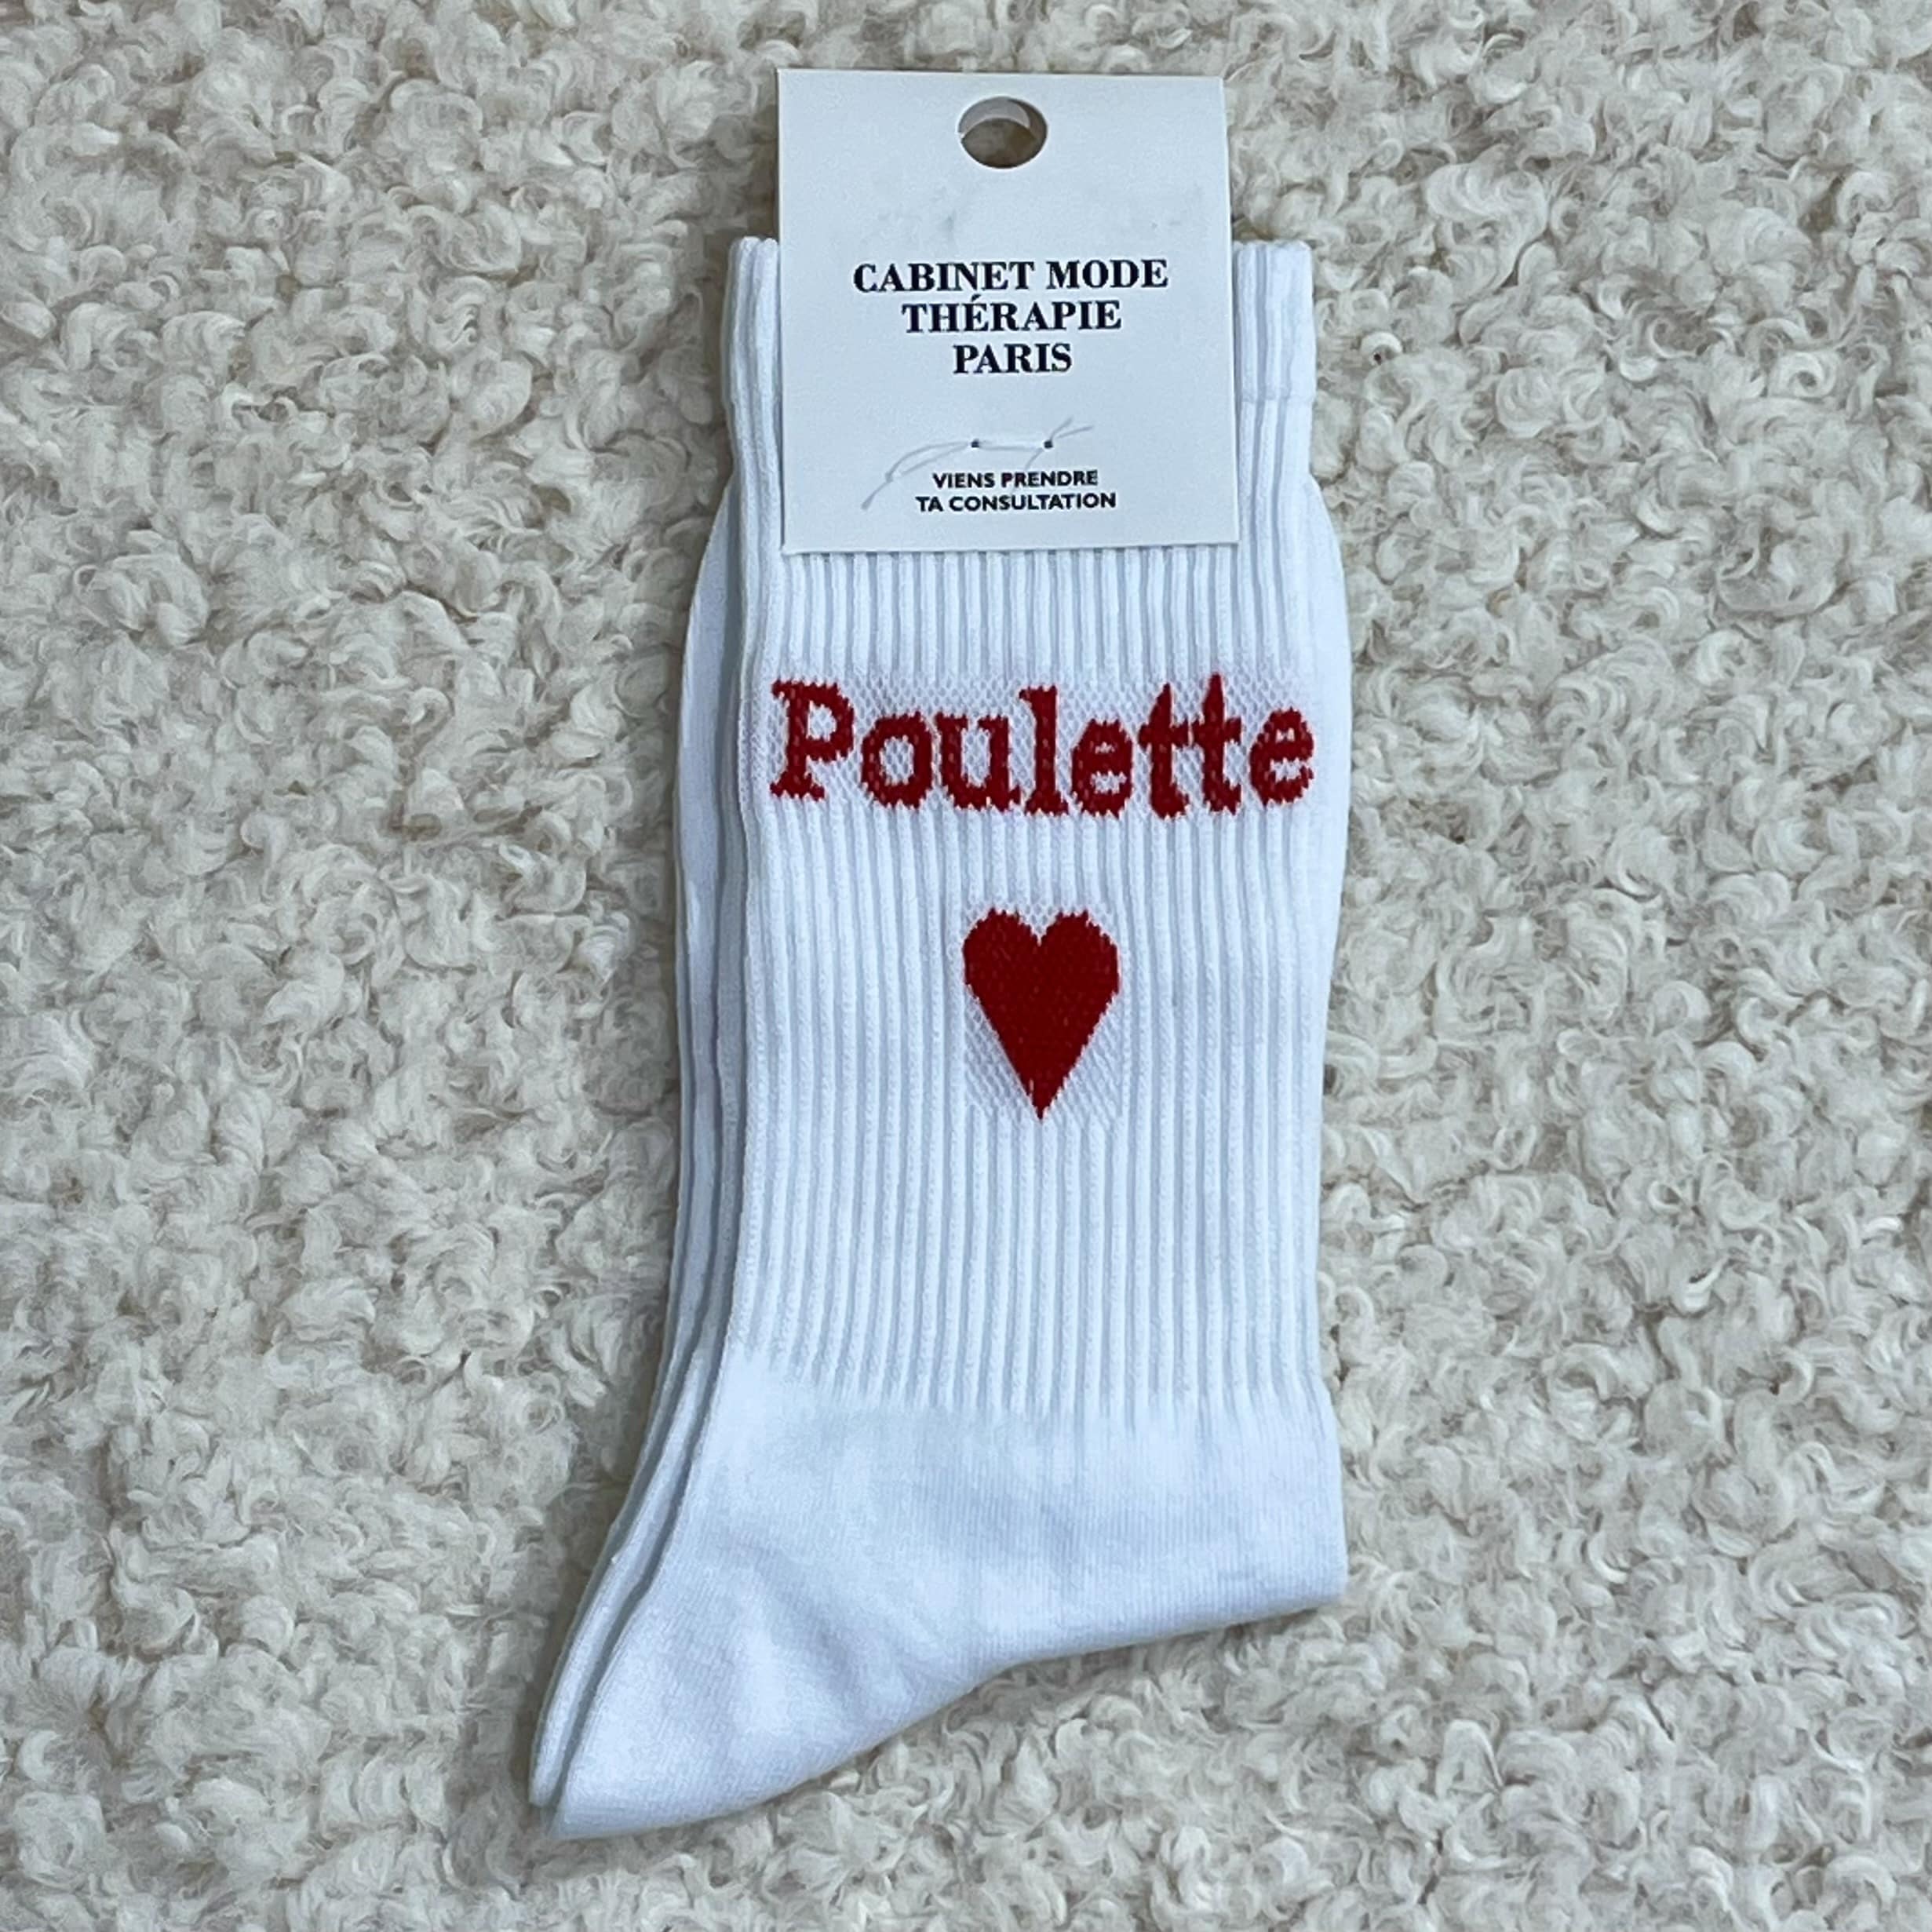 CABINET MODE
THÉRAPIE
PARIS
VIENS PRENDRE
TA CONSULTATION
Poulette